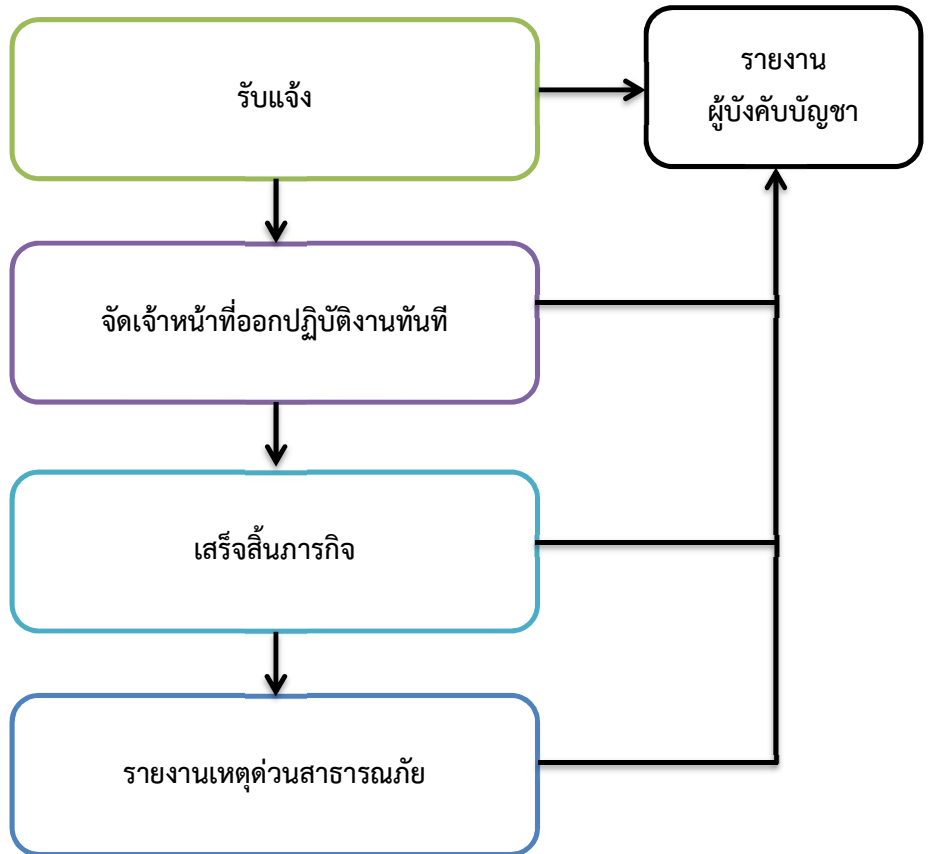 รับแจ้ง
รายงาน
ผู้บังคับบัญชา
จัดเจ้าหน้าที่ออกปฏิบัติงานทันที
เสร็จสิ้นภารกิจ
รายงานเหตุด่วนสาธารณภัย